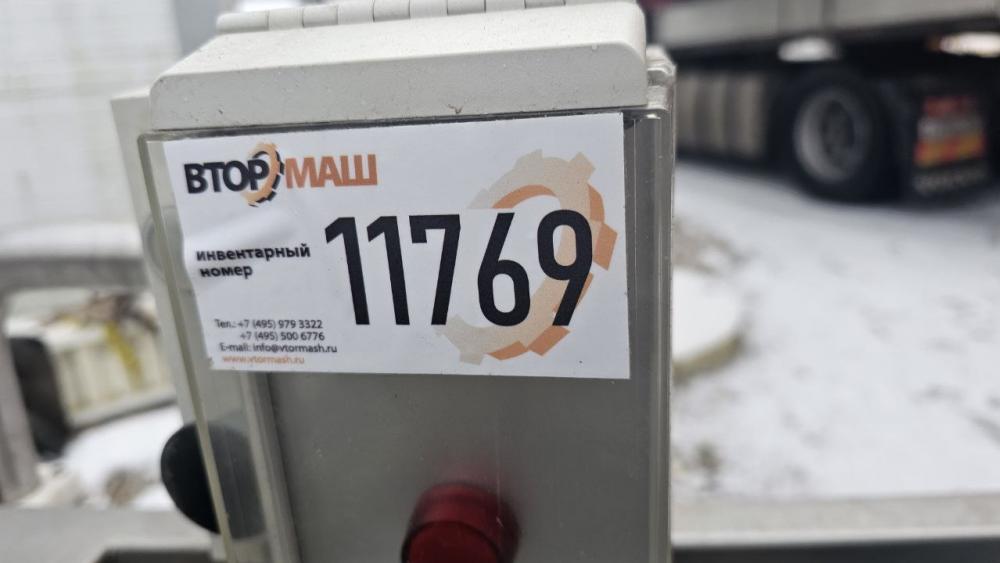 ВТОРМАШ
инвентарный
номер
11769
Тел.: +7 (495) 979 3322
+7 (495) 500 6776
E-mail: info@vtormash.ru
www.vtormash.ru